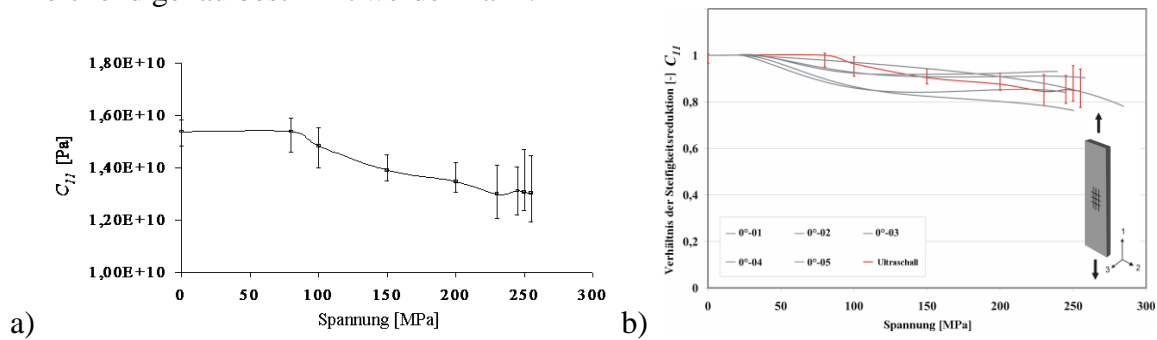 1,80E+10
1,60E+10
1,40E+10
1,20E+10
1,00E+10
C₁₁ [Pa]
0 50 100 150 200 250 300
Spannung [MPa]
a)
Verhältnis der Steifigkeitsreduktion [-] C₁₁
1
0,8
0,6
0,4
0,2
0
0°-01 0°-02 0°-03
0°-04 0°-05 Ultraschall
1
3 2
0 50 100 150 200 250 300
Spannung [MPa]
b)